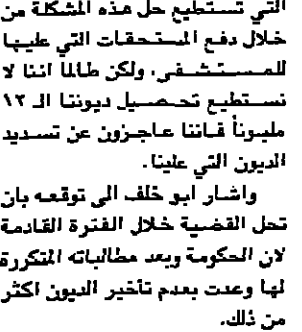 التي تستطيع حل هذه المشكلة من
خلال دفع المستحقات التي عليها
للمستشفى، ولكن طالما اننا لا
نستطيع تحصيل ديوننا الـ ١٢
مليوناً فاننا عاجزون عن تسديد
الديون التي علينا.
واشار ابو خلف الى توقعه بان
تحل القضية خلال الفترة القادمة
لان الحكومة وبعد مطالباته المتكررة
لها وعدت بعدم تأخير الديون اكثر
من ذلك.